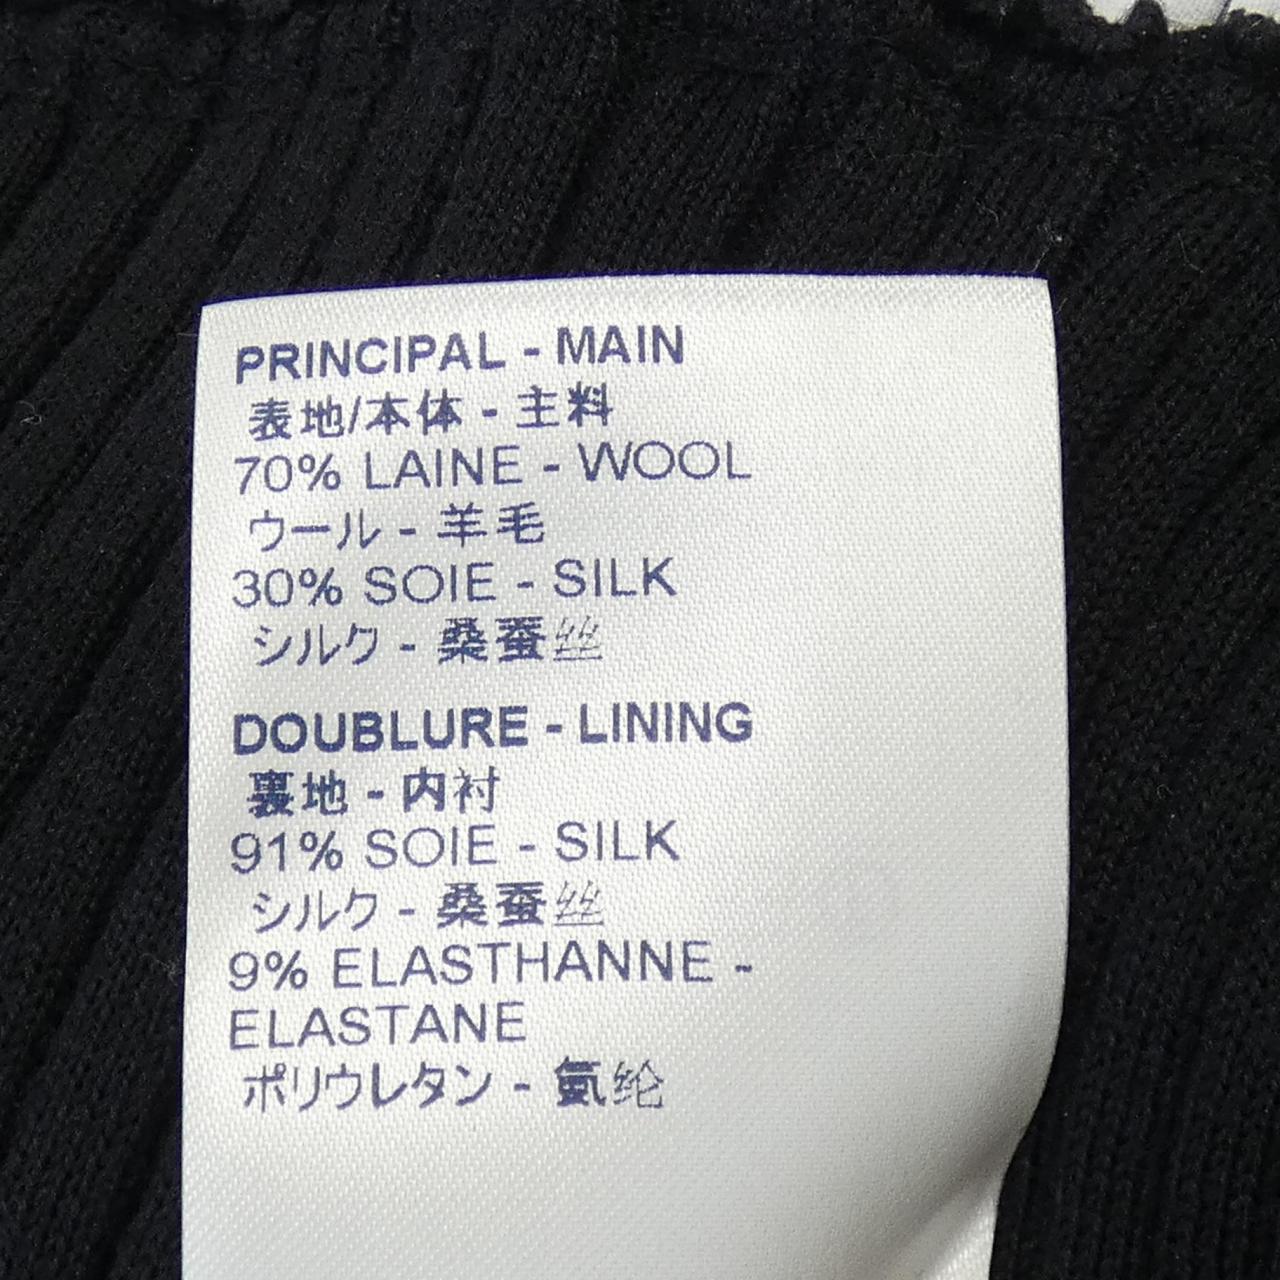 PRINCIPAL - MAIN
表地/本体 - 主料
70% LAINE - WOOL
ウール - 羊毛
30% SOIE - SILK
シルク - 桑蚕丝
DOUBLURE - LINING
裏地 - 内衬
91% SOIE - SILK
シルク - 桑蚕丝
9% ELASTHANNE -
ELASTANE
ポリウレタン - 氨纶